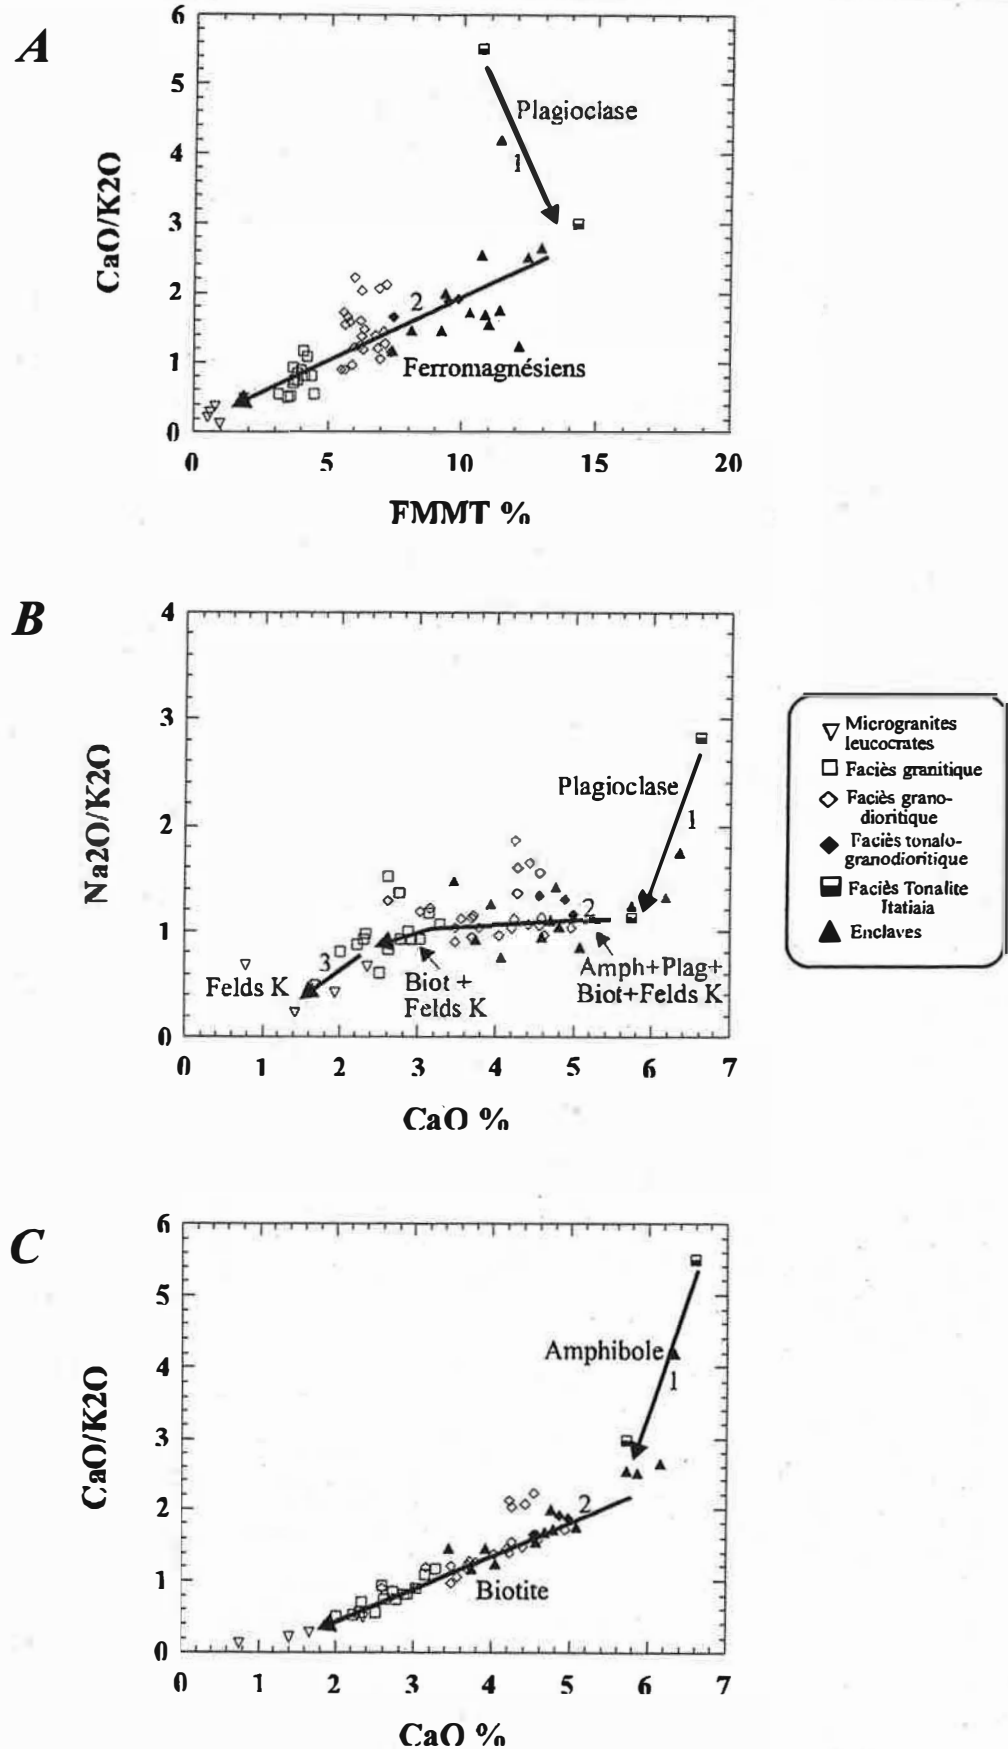 A
6
5
4
3
2
1
0
CaO/K2O
Plagioclase
1
2
Ferromagnésiens
0
5
10
15
20
FMMT %
B
4
3
2
1
0
Na2O/K2O
Plagioclase
1
2
3
Felds K
Biot +
Felds K
Amph+Plag+
Biot+Felds K
0
1
2
3
4
5
6
7
CaO %
Microgranites
leucocrates
Faciès granitique
Faciès grano-
dioritique
Faciès tonalo-
granodioritique
Faciès Tonalite
Itatiaia
Enclaves
C
6
5
4
3
2
1
0
CaO/K2O
Amphibole
1
2
Biotite
0
1
2
3
4
5
6
7
CaO %